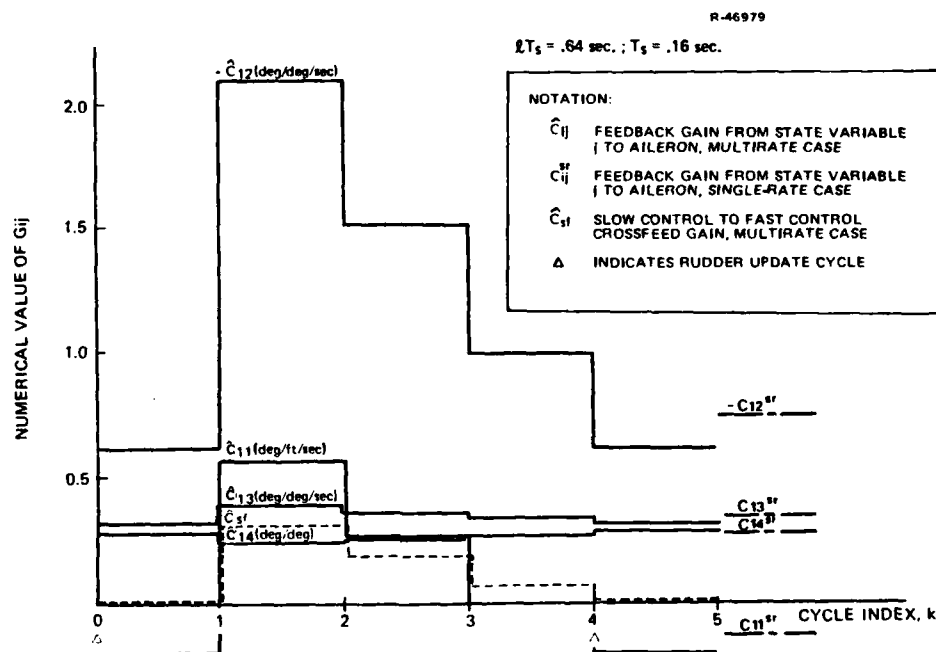 R-46979
ℓTs = .64 sec. ; Ts = .16 sec.
NOTATION:
Ĉij FEEDBACK GAIN FROM STATE VARIABLE
j TO AILERON, MULTIRATE CASE
Cij^sr FEEDBACK GAIN FROM STATE VARIABLE
j TO AILERON, SINGLE-RATE CASE
Ĉsf SLOW CONTROL TO FAST CONTROL
CROSSFEED GAIN, MULTIRATE CASE
△ INDICATES RUDDER UPDATE CYCLE
NUMERICAL VALUE OF Gij
2.0
1.5
1.0
0.5
-Ĉ12(deg/deg/sec)
Ĉ11(deg/ft/sec)
Ĉ13(deg/deg/sec)
Ĉsf
Ĉ14(deg/deg)
-C12^sr
C13^sr
C14^sr
C11^sr
0 1 2 3 4 5 CYCLE INDEX, k
△ △